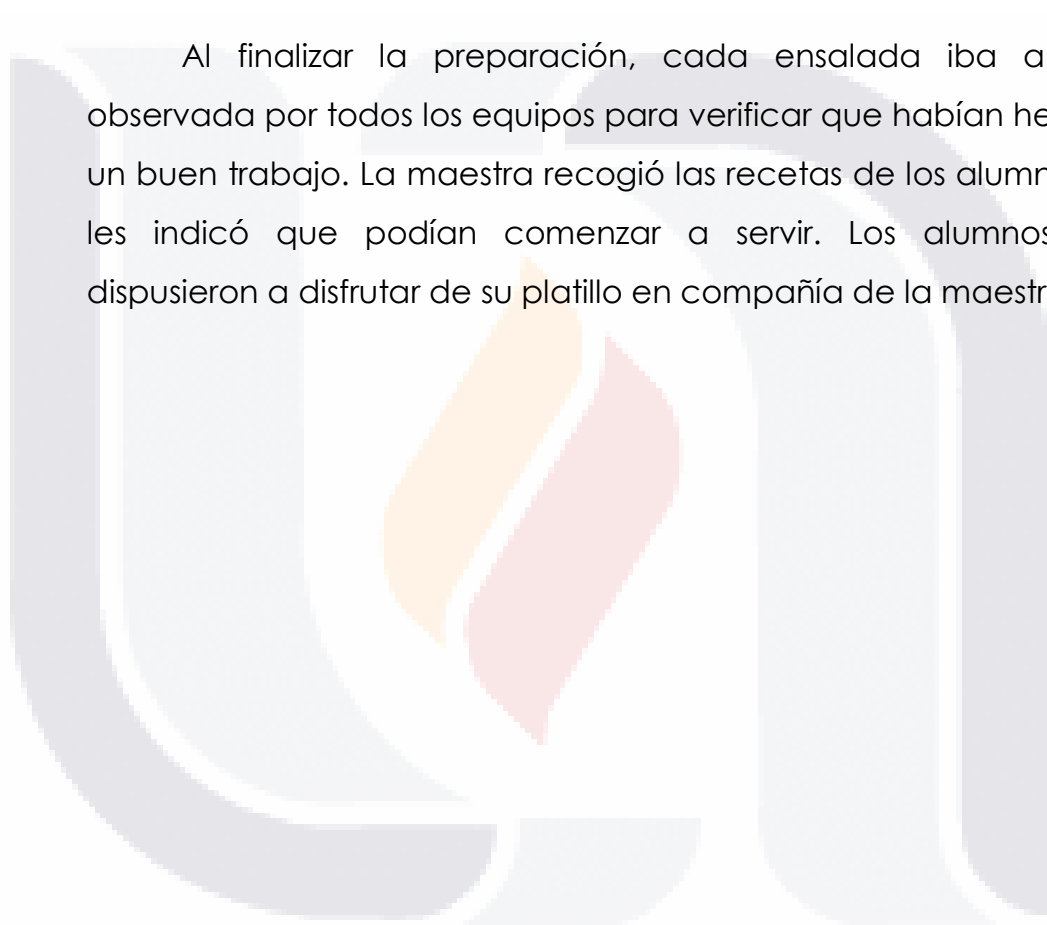 Al finalizar la preparación, cada ensalada iba a
observada por todos los equipos para verificar que habían he
un buen trabajo. La maestra recogió las recetas de los alumn
les indicó que podían comenzar a servir. Los alumnos
dispusieron a disfrutar de su platillo en compañía de la maestr